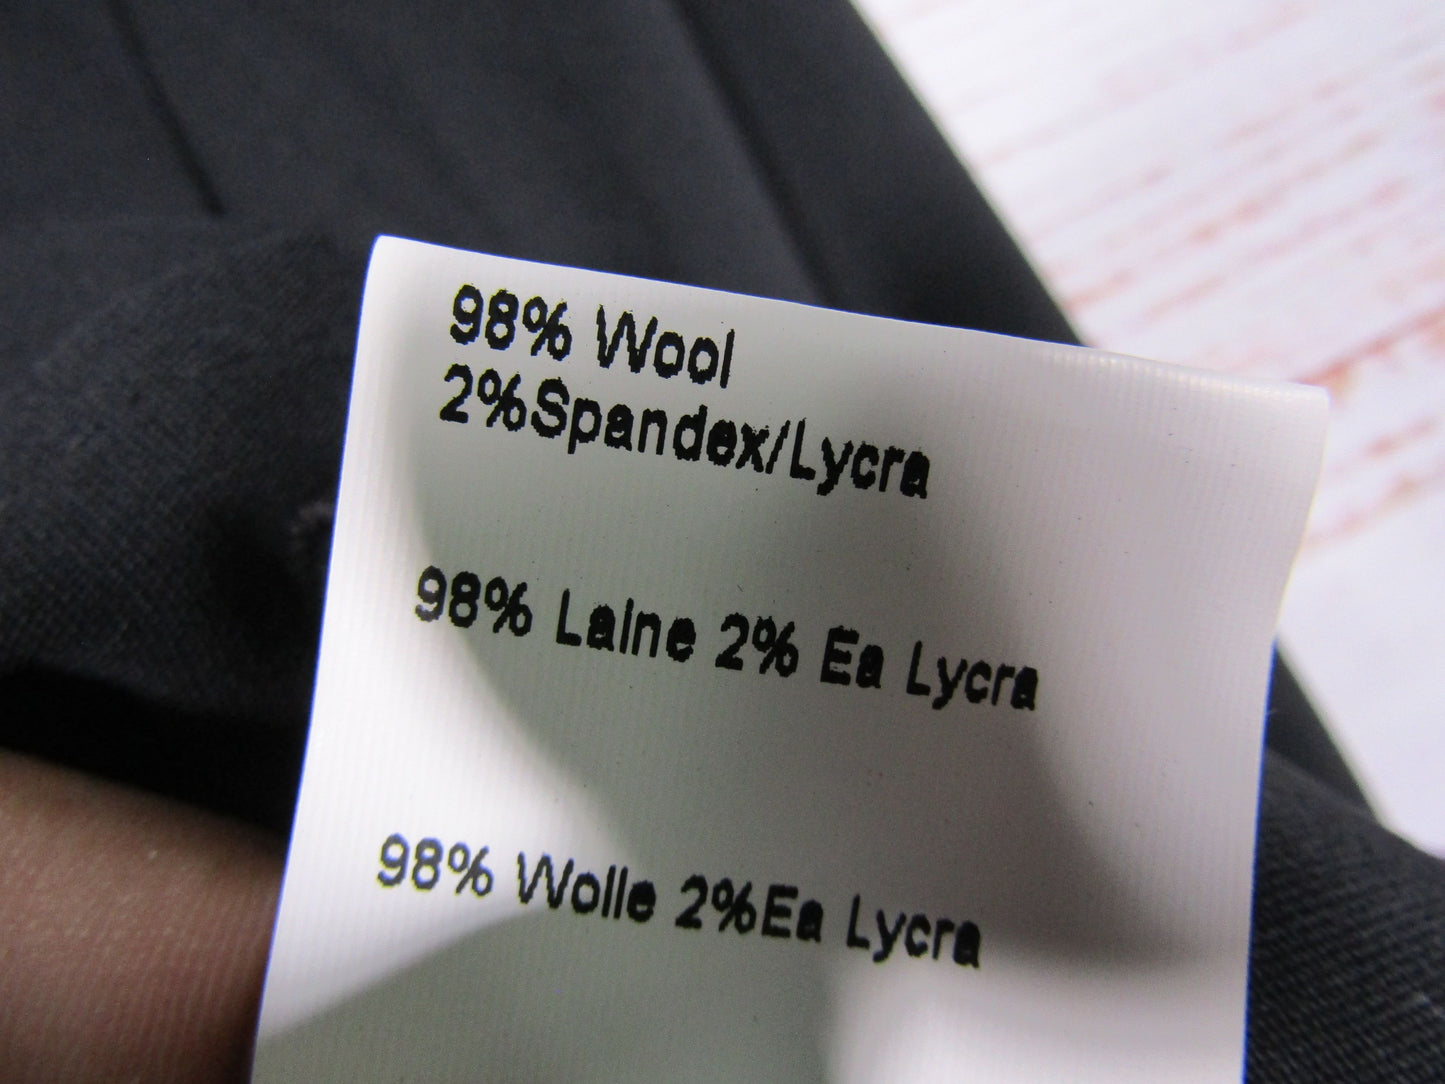 98% Wool
2%Spandex/Lycra
98% Laine 2% Ea Lycra
98% Wolle 2%Ea Lycra